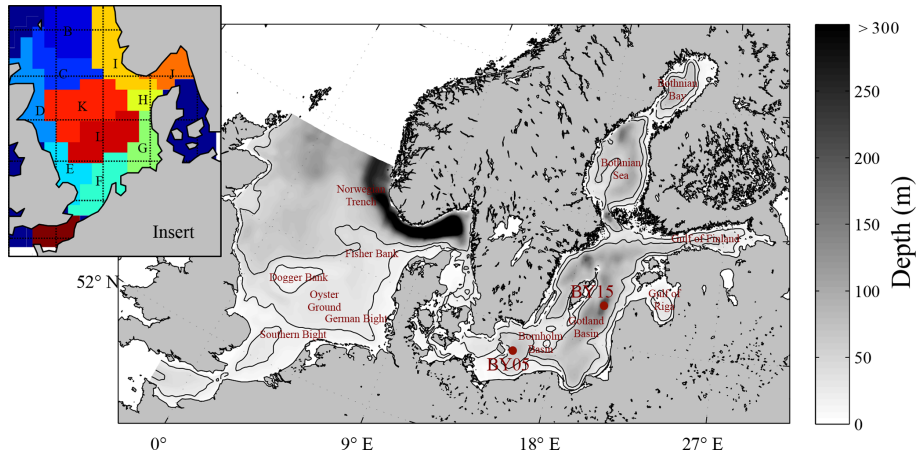 B
I
C
J
K
H
D
L
G
E
F
Insert
Bothnian
Bay
Bothnian
Sea
Norwegian
Trench
Gulf of Finland
Fisher Bank
Dogger Bank
Oyster
Ground
German Bight
Southern Bight
BY15
Gulf of
Riga
Gotland
Basin
Bornholm
Basin
BY05
52° N
0°
9° E
18° E
27° E
> 300
250
200
150
100
50
0
Depth (m)